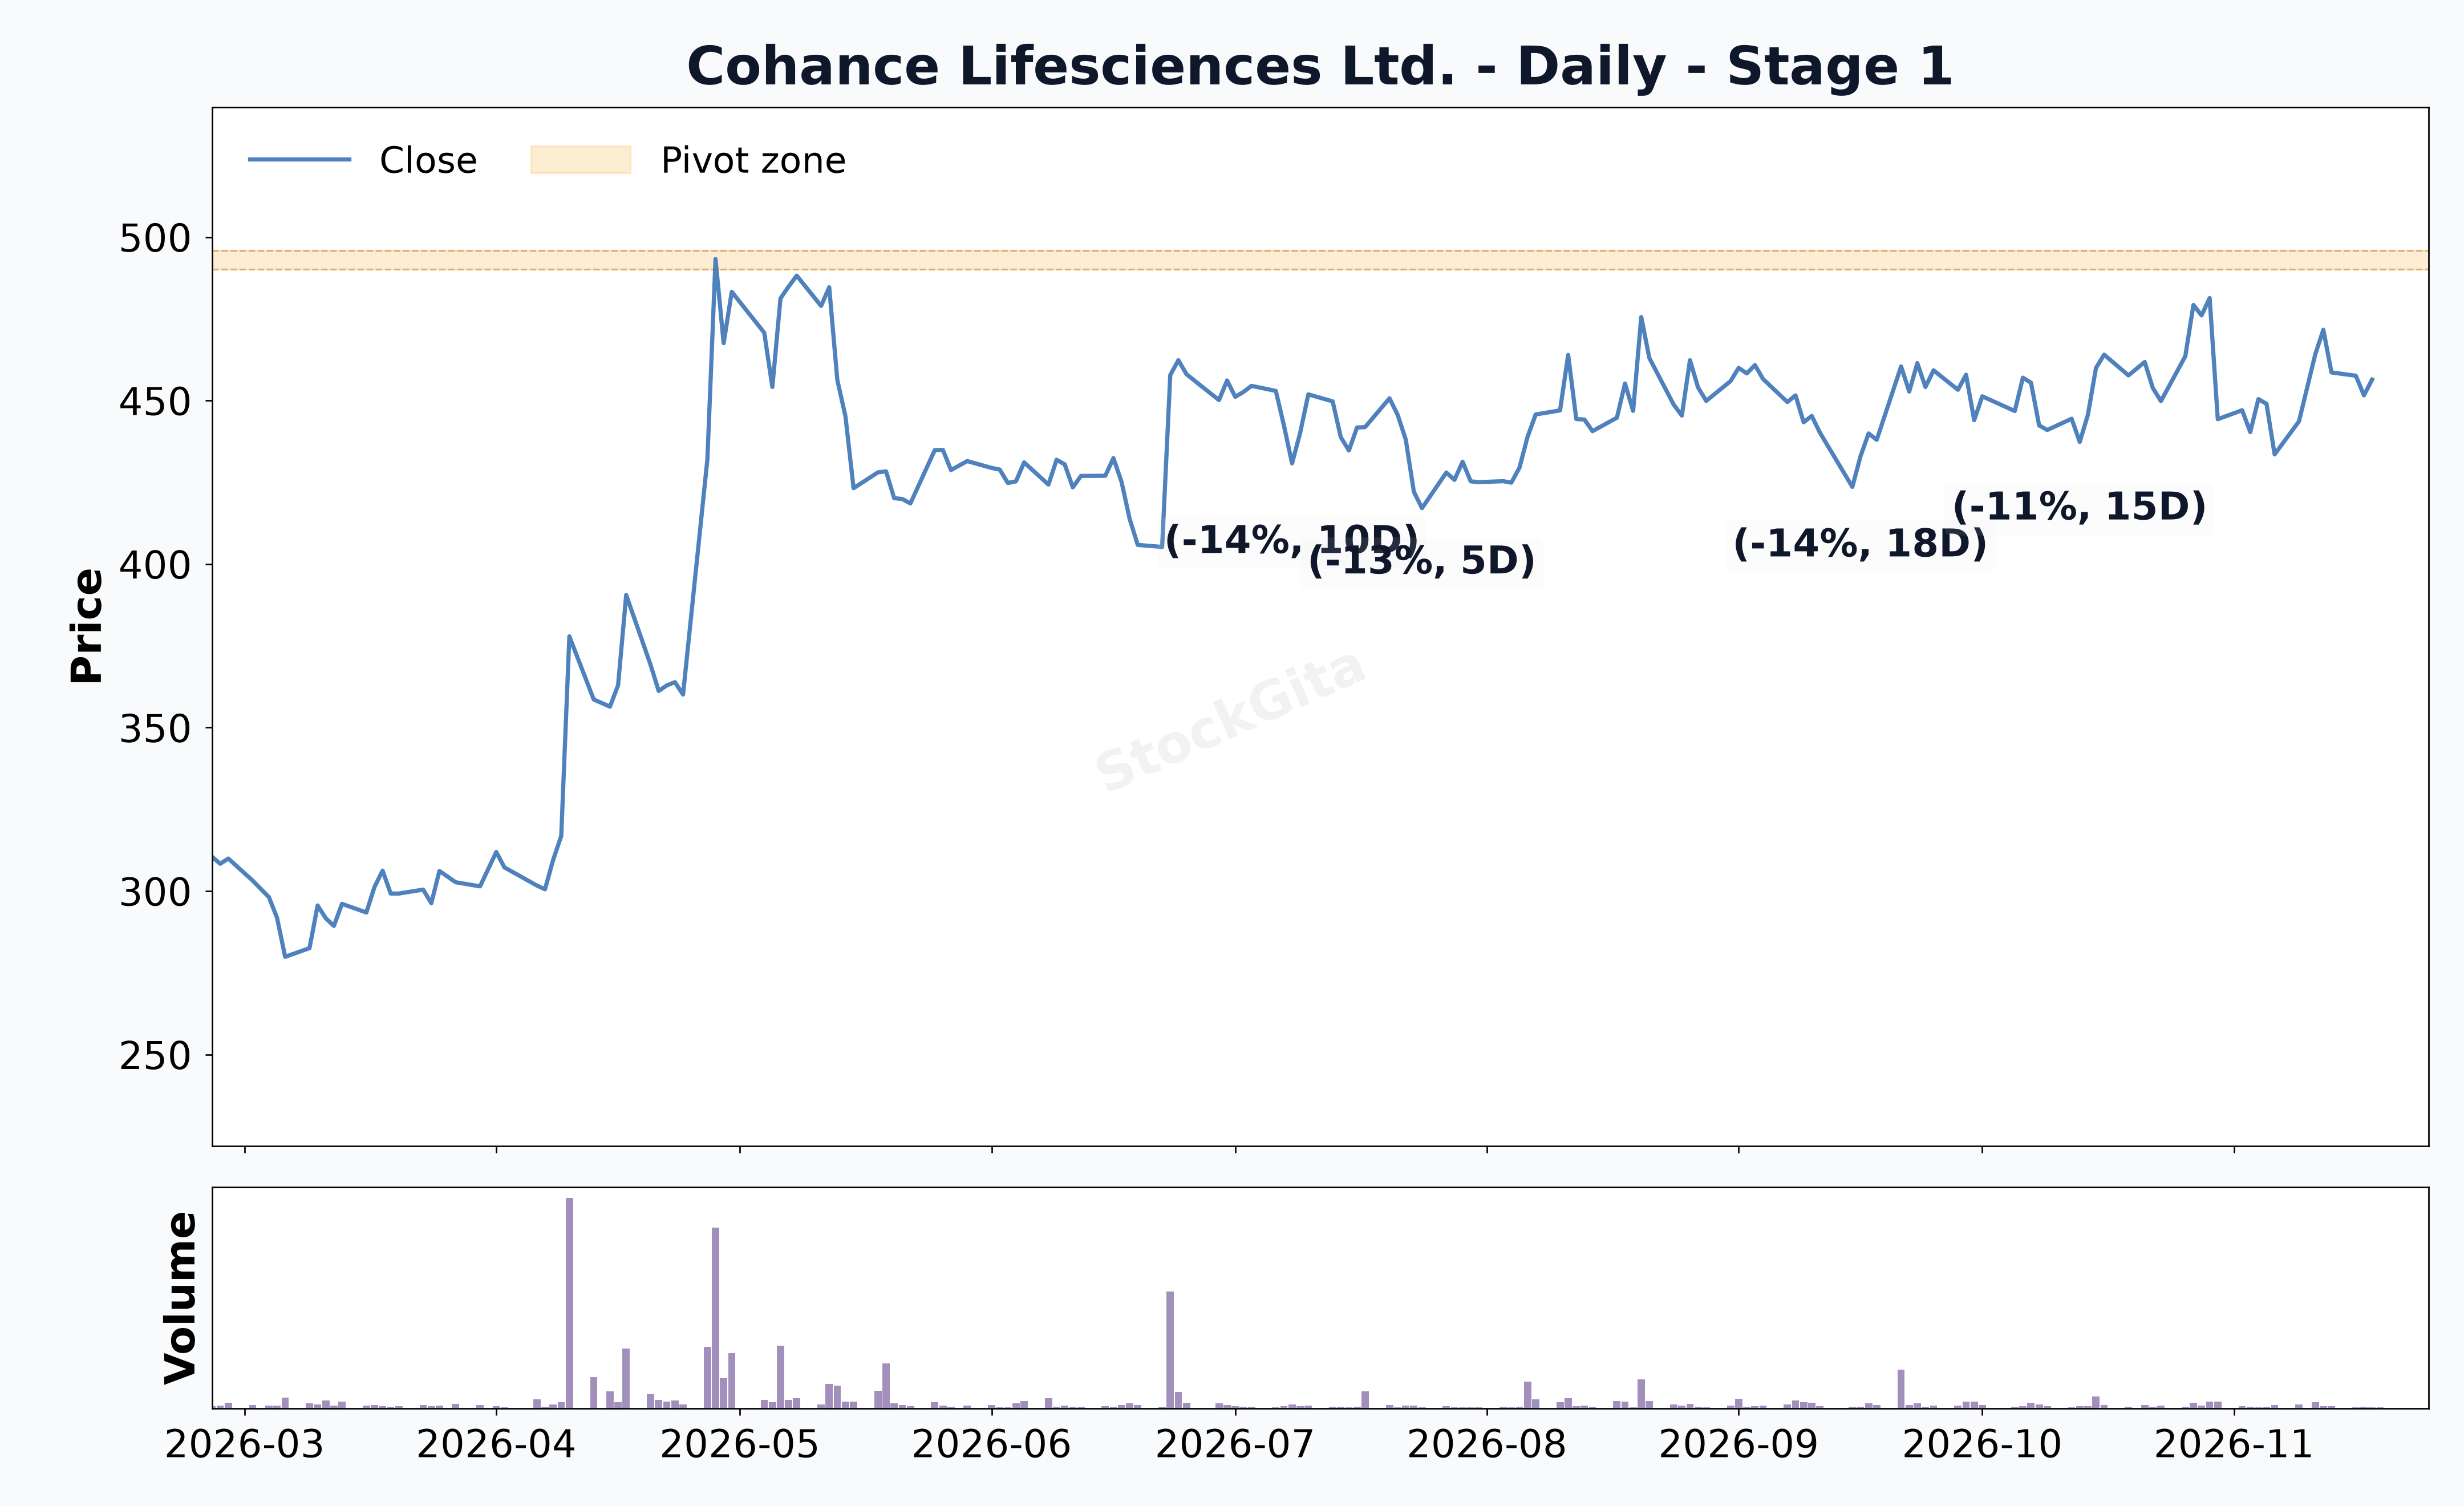 Cohance Lifesciences Ltd. - Daily - Stage 1
Close
Pivot zone
Price
500
450
400
350
300
250
(-14%, 10D)
(-13%, 5D)
(-14%, 18D)
(-11%, 15D)
StockGita
Volume
2026-03
2026-04
2026-05
2026-06
2026-07
2026-08
2026-09
2026-10
2026-11